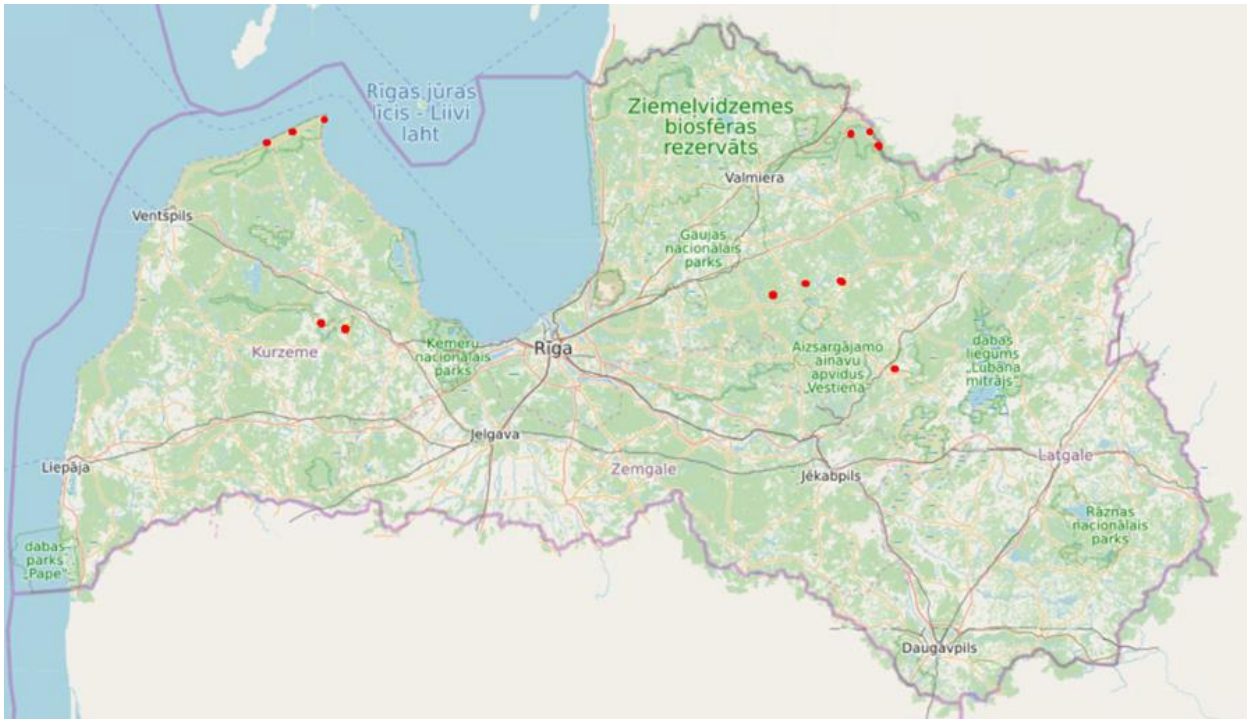 Rīgas jūras
līcis - Liivi
laht
Ziemeļvidzemes
biosfēras
rezervāts
Valmiera
Ventspils
Gaujas
nacionālais
parks
Rīga
Ķemeru
nacionālais
parks
Kurzeme
Aizsargājamo
ainavu
apvidus
"Vestiena"
dabas
liegums
„Lubāna
mitrājs"
Jelgava
Liepāja
Zemgale
Latgale
Jēkabpils
Rāznas
nacionālais
parks
dabas
parks
"Pape"
Daugavpils